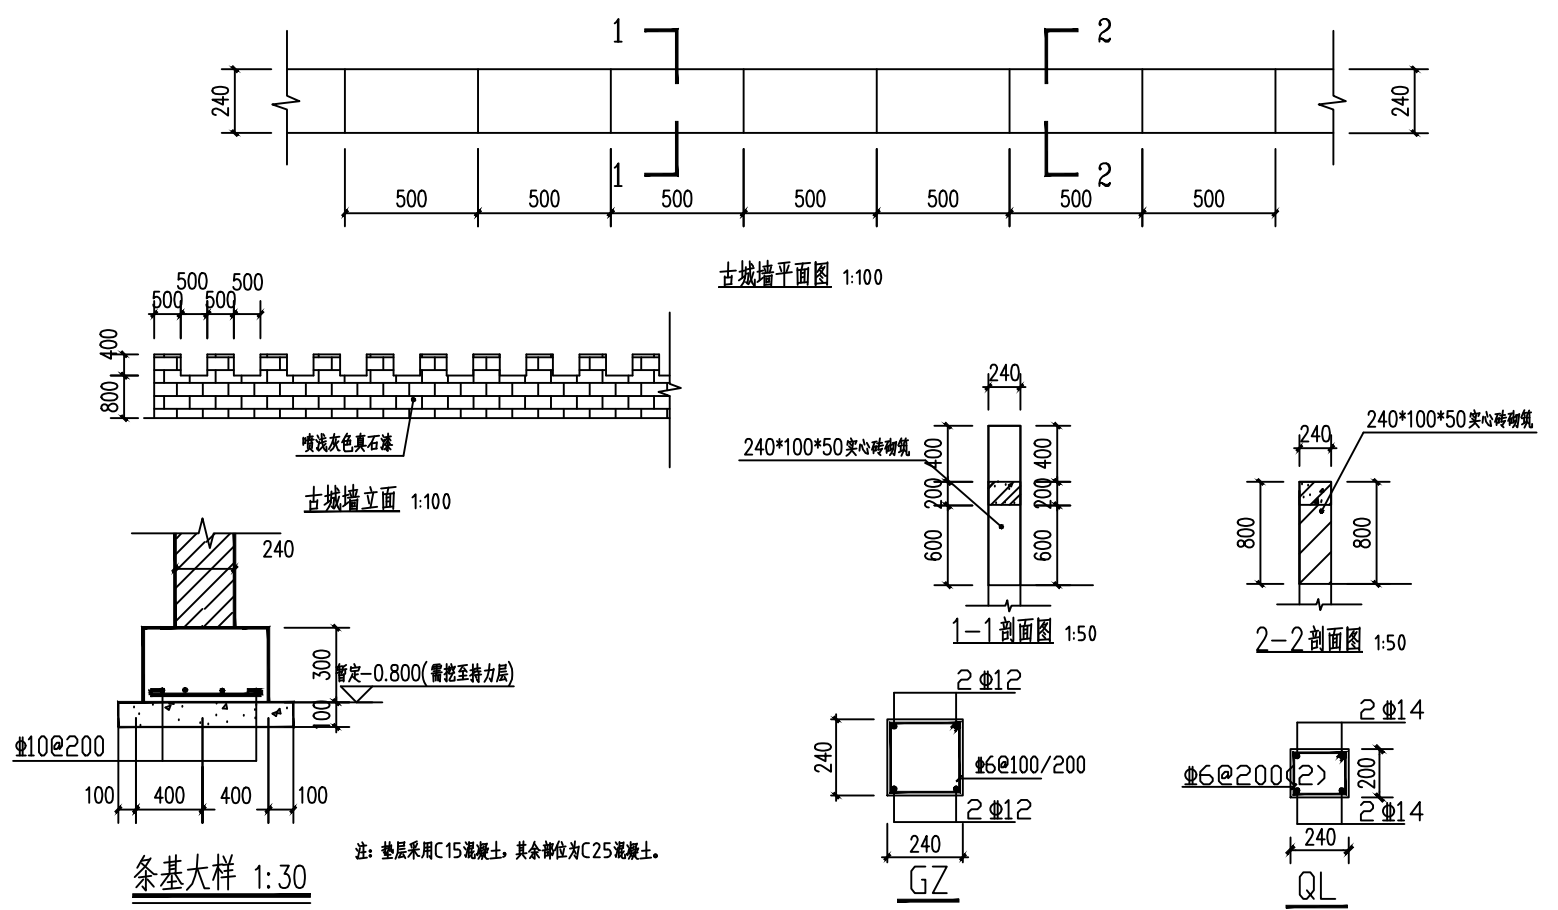 1
2
240
240
1
2
500
500
500
500
500
500
500
古城墙平面图 1:100
500
500
500
500
400
800
喷浅灰色真石漆
古城墙立面 1:100
240
240*100*50实心砖砌筑
400
200
600
400
200
600
1-1剖面图 1:50
240
240*100*50实心砖砌筑
800
800
2-2剖面图 1:50
240
300
100
暂定-0.800(需挖至持力层)
Φ10@200
100
400
400
100
条基大样 1:30
注: 垫层采用C15混凝土, 其余部位为C25混凝土。
2Φ12
240
Φ6@100/200
2Φ12
240
GZ
2Φ14
Φ6@200(2)
200
2Φ14
240
QL